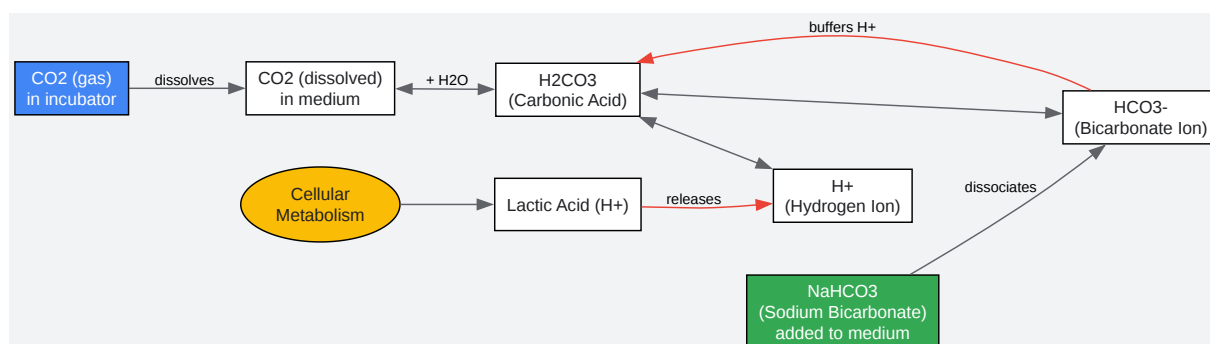 buffers H+
CO2 (gas)
in incubator
dissolves
CO2 (dissolved)
in medium
+ H2O
H2CO3
(Carbonic Acid)
HCO3-
(Bicarbonate Ion)
Cellular
Metabolism
Lactic Acid (H+)
releases
H+
(Hydrogen Ion)
dissociates
NaHCO3
(Sodium Bicarbonate)
added to medium